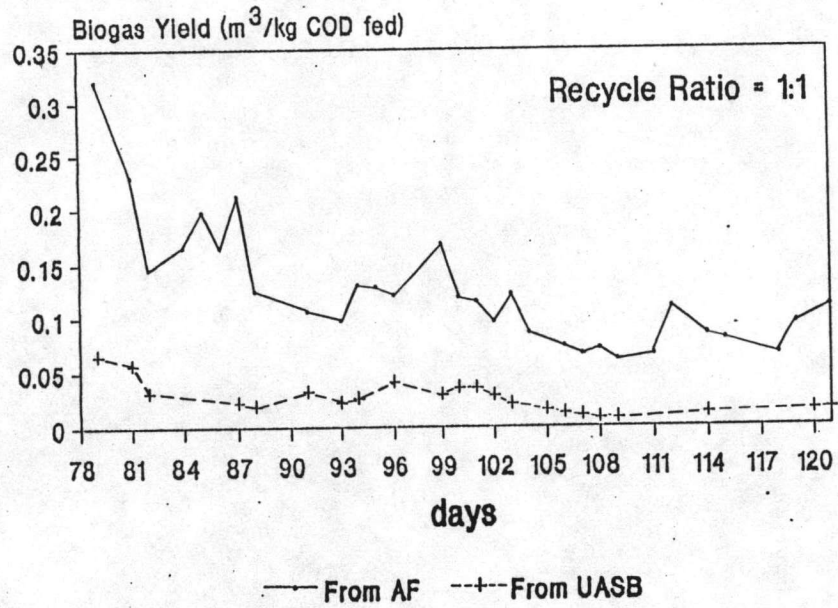 Biogas Yield (m³/kg COD fed)
0.35
Recycle Ratio = 1:1
0.3
0.25
0.2
0.15
0.1
0.05
0
78 81 84 87 90 93 96 99 102 105 108 111 114 117 120
days
From AF From UASB